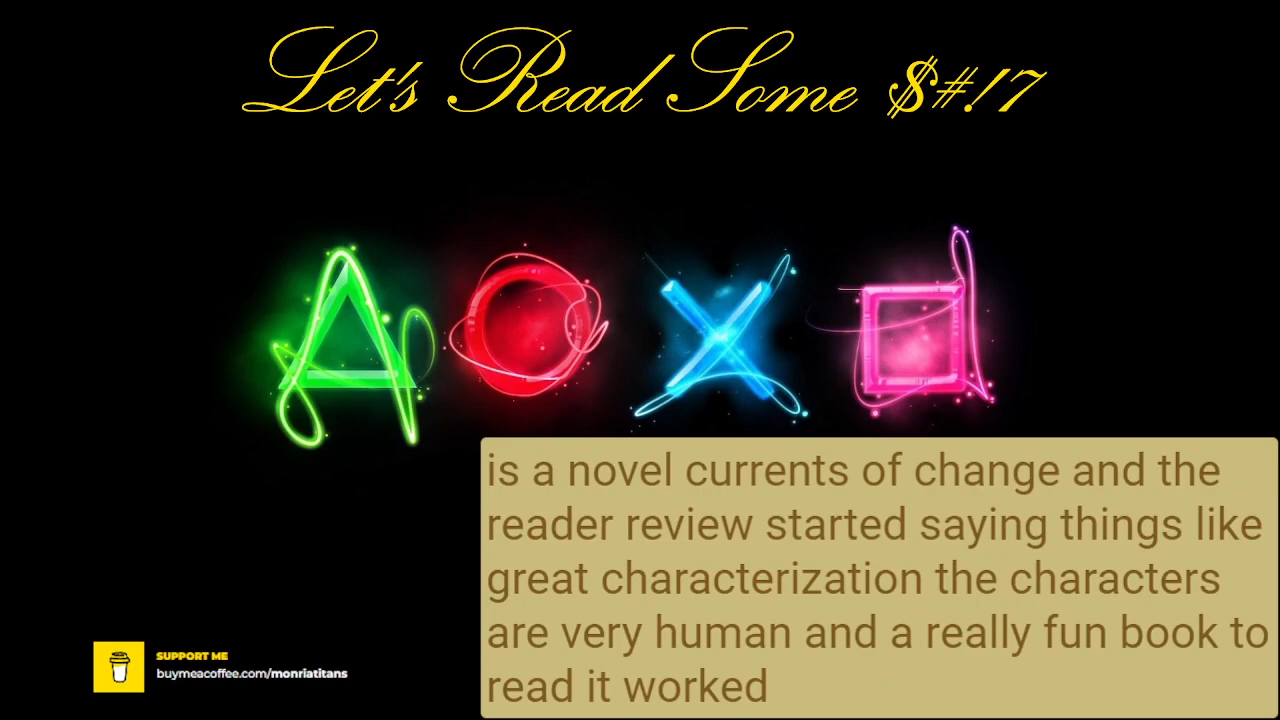 Let's Read Some $#!7
is a novel currents of change and the
reader review started saying things like
great characterization the characters
are very human and a really fun book to
read it worked
SUPPORT ME
buymeacoffee.com/monriatitans